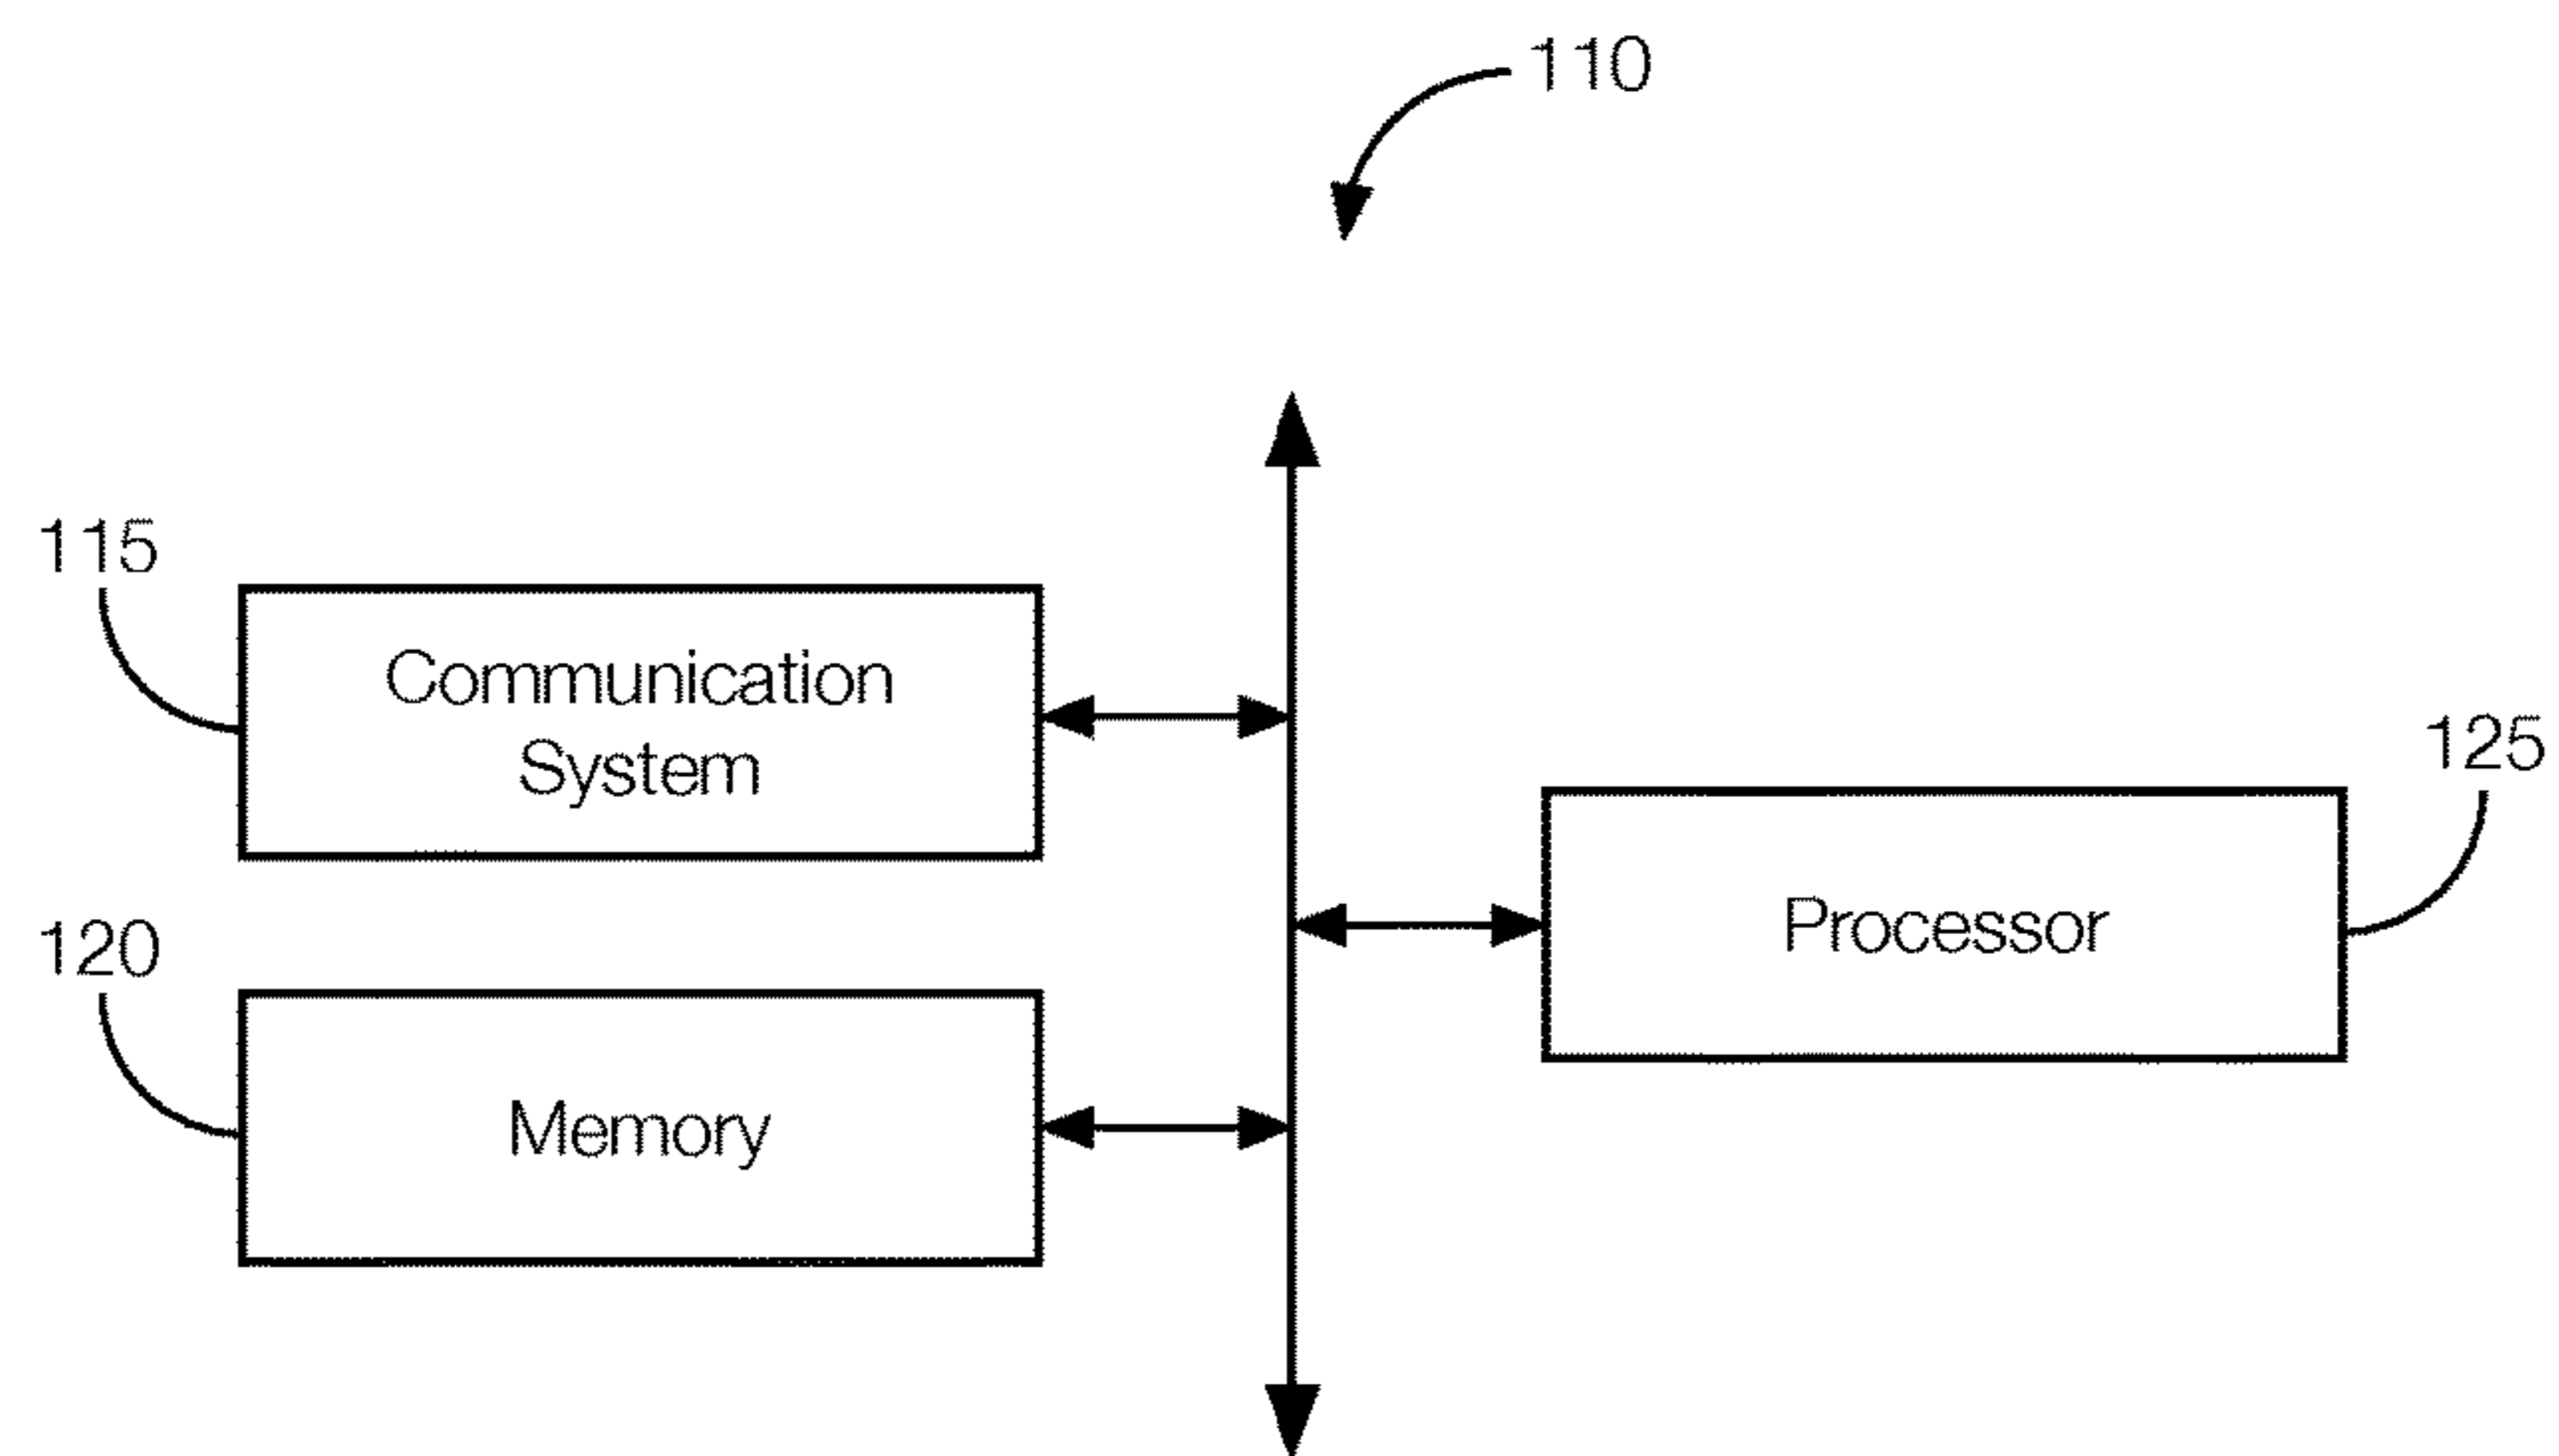 110
115
Communication
System
125
Processor
120
Memory